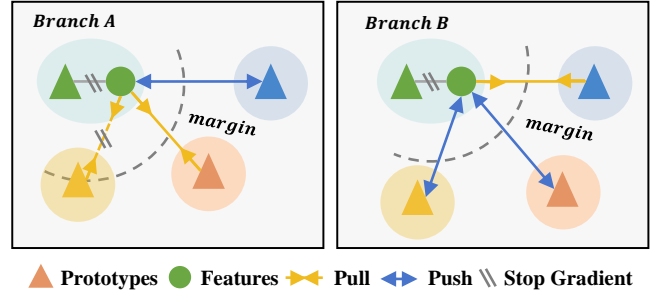 Branch A
margin
Branch B
margin
Prototypes Features Pull Push Stop Gradient